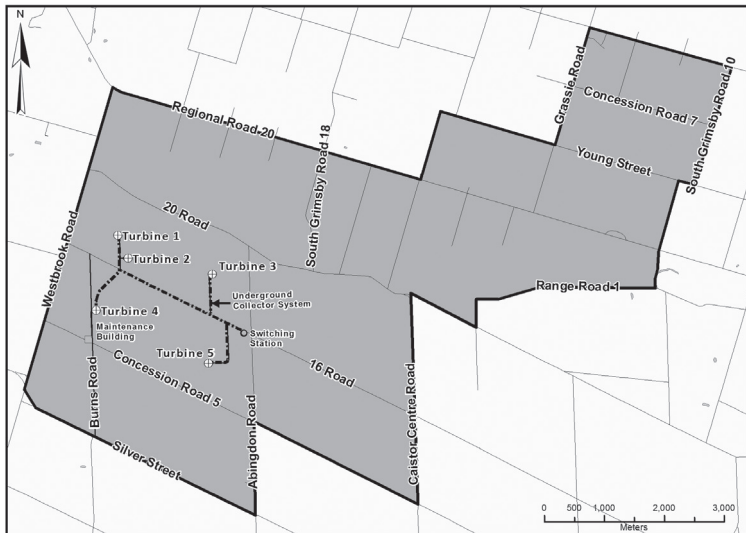 N
Regional Road 20
South Grimsby Road 18
Grassie Road
Concession Road 7
South Grimsby Road 10
Young Street
20 Road
Westbrook Road
Turbine 1
Turbine 2
Turbine 3
Underground
Collector System
Range Road 1
Turbine 4
Maintenance
Building
Switching
Station
Turbine 5
16 Road
Concession Road 5
Burns Road
Abingdon Road
Caistor Centre Road
Silver Street
0 500 1,000 2,000 3,000
Meters